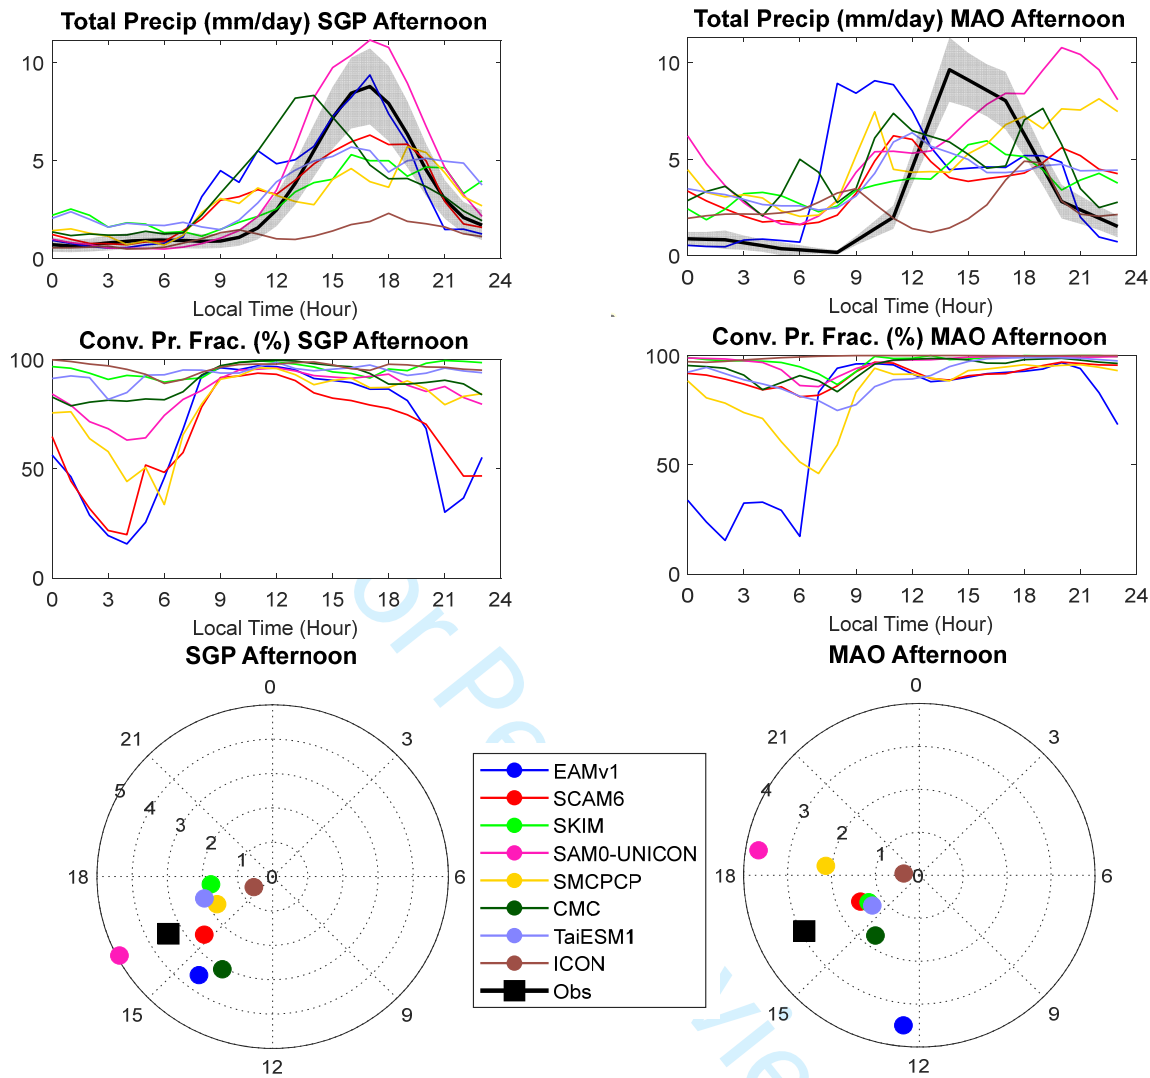 Total Precip (mm/day) SGP Afternoon
10
5
0
0 3 6 9 12 15 18 21 24
Local Time (Hour)
Total Precip (mm/day) MAO Afternoon
10
5
0
0 3 6 9 12 15 18 21 24
Local Time (Hour)
Conv. Pr. Frac. (%) SGP Afternoon
100
50
0
0 3 6 9 12 15 18 21 24
Local Time (Hour)
Conv. Pr. Frac. (%) MAO Afternoon
100
50
0
0 3 6 9 12 15 18 21 24
Local Time (Hour)
SGP Afternoon
0
21 3
5 4 3 2 1 0
18 6
15 9
12
EAMv1
SCAM6
SKIM
SAM0-UNICON
SMCPCP
CMC
TaiESM1
ICON
Obs
MAO Afternoon
0
21 3
4 3 2 1 0
18 6
15 9
12